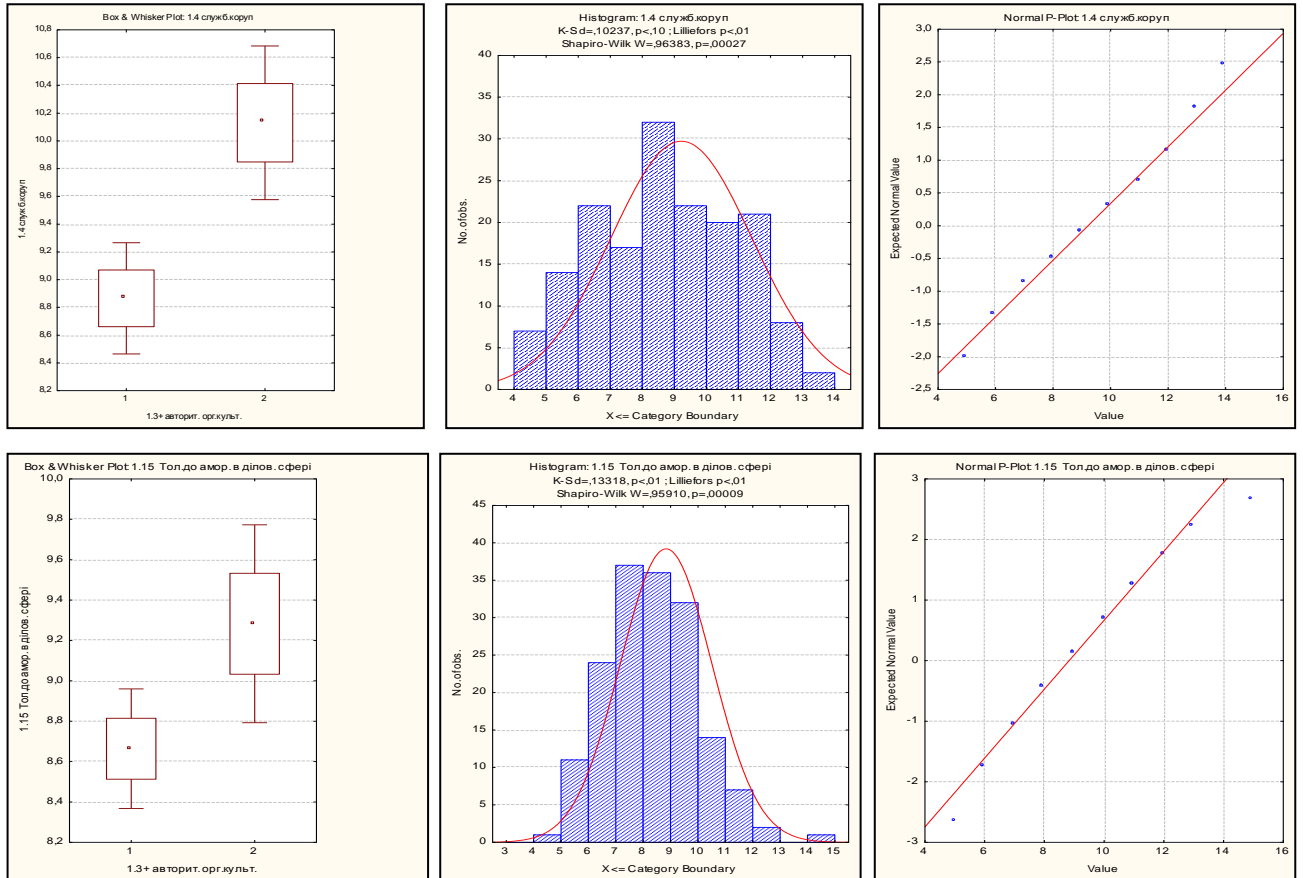 Box & Whisker Plot: 1.4 служб.коруп
10,8
10,6
10,4
10,2
10,0
9,8
9,6
9,4
9,2
9,0
8,8
8,6
8,4
8,2
1.4 служб.коруп
1 2
1.3+ авторит. орг.культ.
Histogram: 1.4 служб.коруп
K-S d=,10237, p<,10 ; Lilliefors p<,01
Shapiro-Wilk W=,96383, p=,00027
40
35
30
25
20
15
10
5
0
No. of obs.
4 5 6 7 8 9 10 11 12 13 14
X <= Category Boundary
Normal P-Plot: 1.4 служб.коруп
3,0
2,5
2,0
1,5
1,0
0,5
0,0
-0,5
-1,0
-1,5
-2,0
-2,5
Expected Normal Value
4 6 8 10 12 14 16
Value
Box & Whisker Plot: 1.15 Тол.до амор. в ділов. сфері
10,0
9,8
9,6
9,4
9,2
9,0
8,8
8,6
8,4
8,2
1.15 Тол.до амор. в ділов. сфері
1 2
1.3+ авторит. орг.культ.
Histogram: 1.15 Тол.до амор. в ділов. сфері
K-S d=,13318, p<,01 ; Lilliefors p<,01
Shapiro-Wilk W=,95910, p=,00009
45
40
35
30
25
20
15
10
5
0
No. of obs.
3 4 5 6 7 8 9 10 11 12 13 14 15
X <= Category Boundary
Normal P-Plot: 1.15 Тол.до амор. в ділов. сфері
3
2
1
0
-1
-2
-3
Expected Normal Value
4 6 8 10 12 14 16
Value